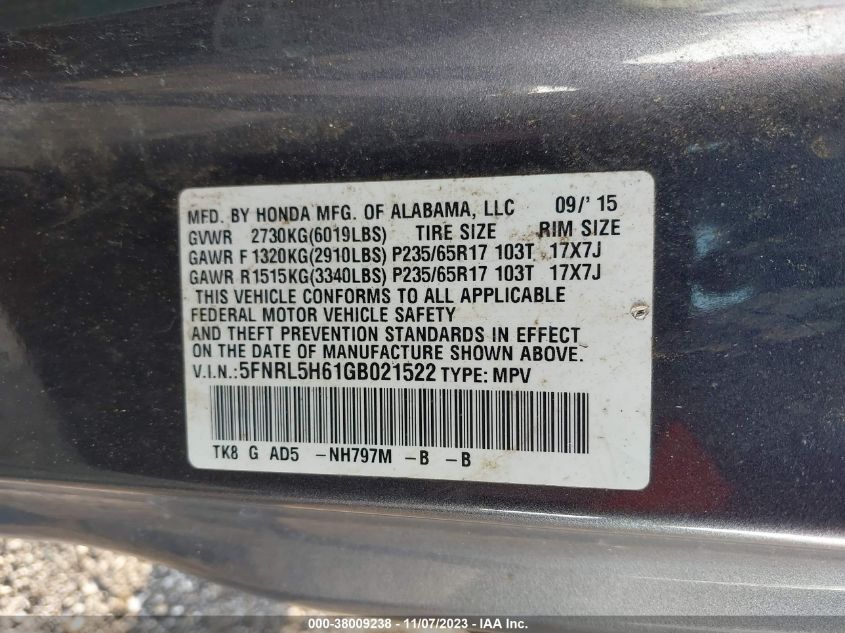 MFD. BY HONDA MFG. OF ALABAMA, LLC 09/' 15
GVWR 2730KG(6019LBS) TIRE SIZE RIM SIZE
GAWR F 1320KG(2910LBS) P235/65R17 103T 17X7J
GAWR R1515KG(3340LBS) P235/65R17 103T 17X7J
THIS VEHICLE CONFORMS TO ALL APPLICABLE
FEDERAL MOTOR VEHICLE SAFETY
AND THEFT PREVENTION STANDARDS IN EFFECT
ON THE DATE OF MANUFACTURE SHOWN ABOVE.
V.I.N.:5FNRL5H61GB021522 TYPE: MPV
TK8 G AD5 -NH797M -B -B
000-38009238 - 11/07/2023 - Copart, Inc.